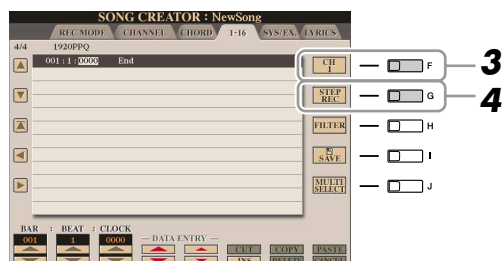 SONG CREATOR : NewSong
REC MODE CHANNEL CHORD 1-16 SYS/EX. LYRICS
4/4 1920PPQ
001 : 1 : 0000 End
CH 1
F
3
STEP REC
G
4
FILTER
H
SAVE
I
MULTI SELECT
J
BAR : BEAT : CLOCK
001 1 0000
DATA ENTRY
CUT COPY PASTE
INS DELETE CANCEL